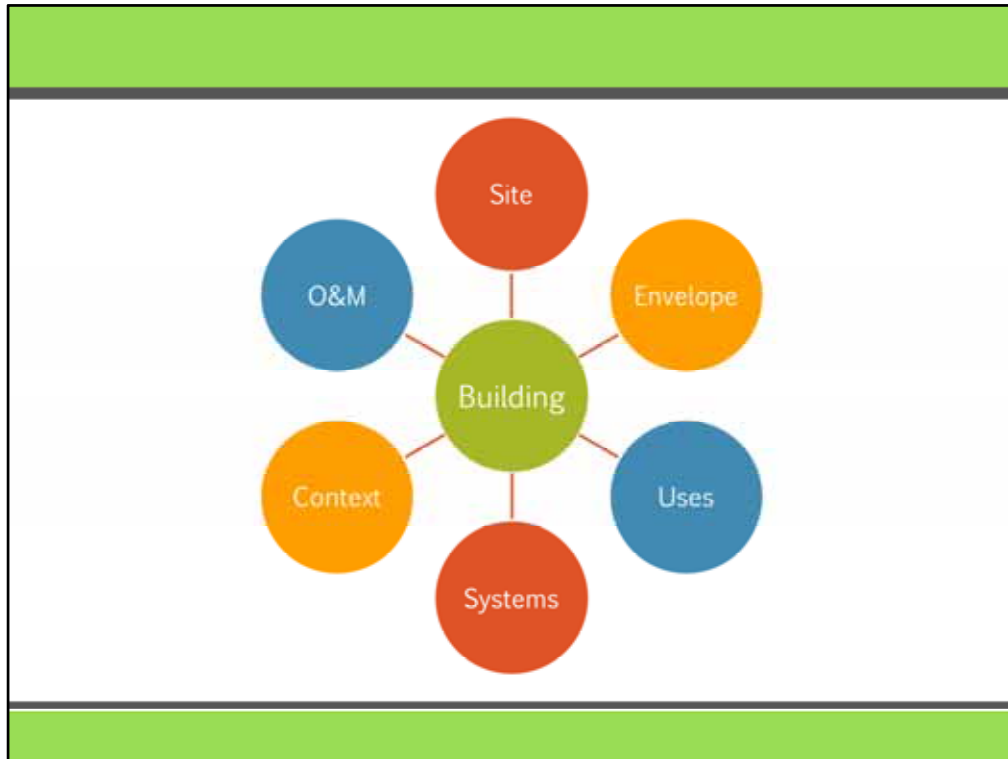 Site
O&M
Envelope
Building
Context
Uses
Systems